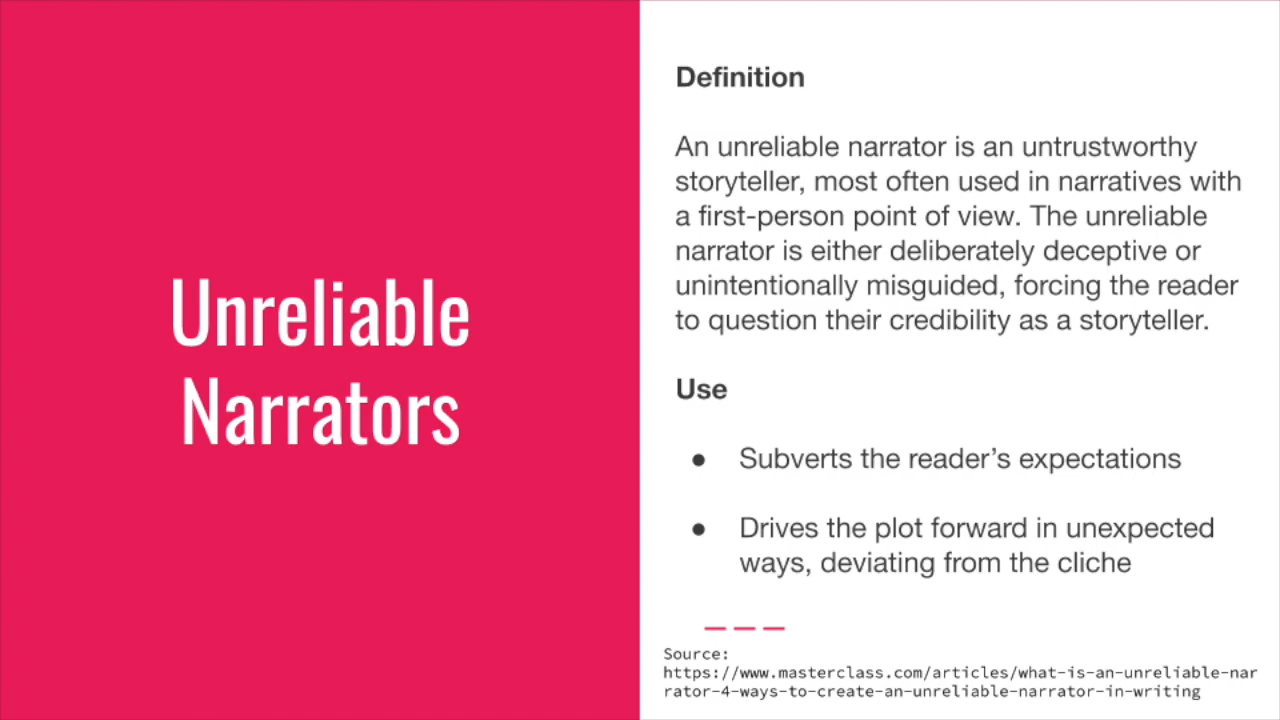 Unreliable
Narrators
Definition
An unreliable narrator is an untrustworthy
storyteller, most often used in narratives with
a first-person point of view. The unreliable
narrator is either deliberately deceptive or
unintentionally misguided, forcing the reader
to question their credibility as a storyteller.
Use
● Subverts the reader’s expectations
● Drives the plot forward in unexpected
ways, deviating from the cliche
Source:
https://www.masterclass.com/articles/what-is-an-unreliable-nar
rator-4-ways-to-create-an-unreliable-narrator-in-writing